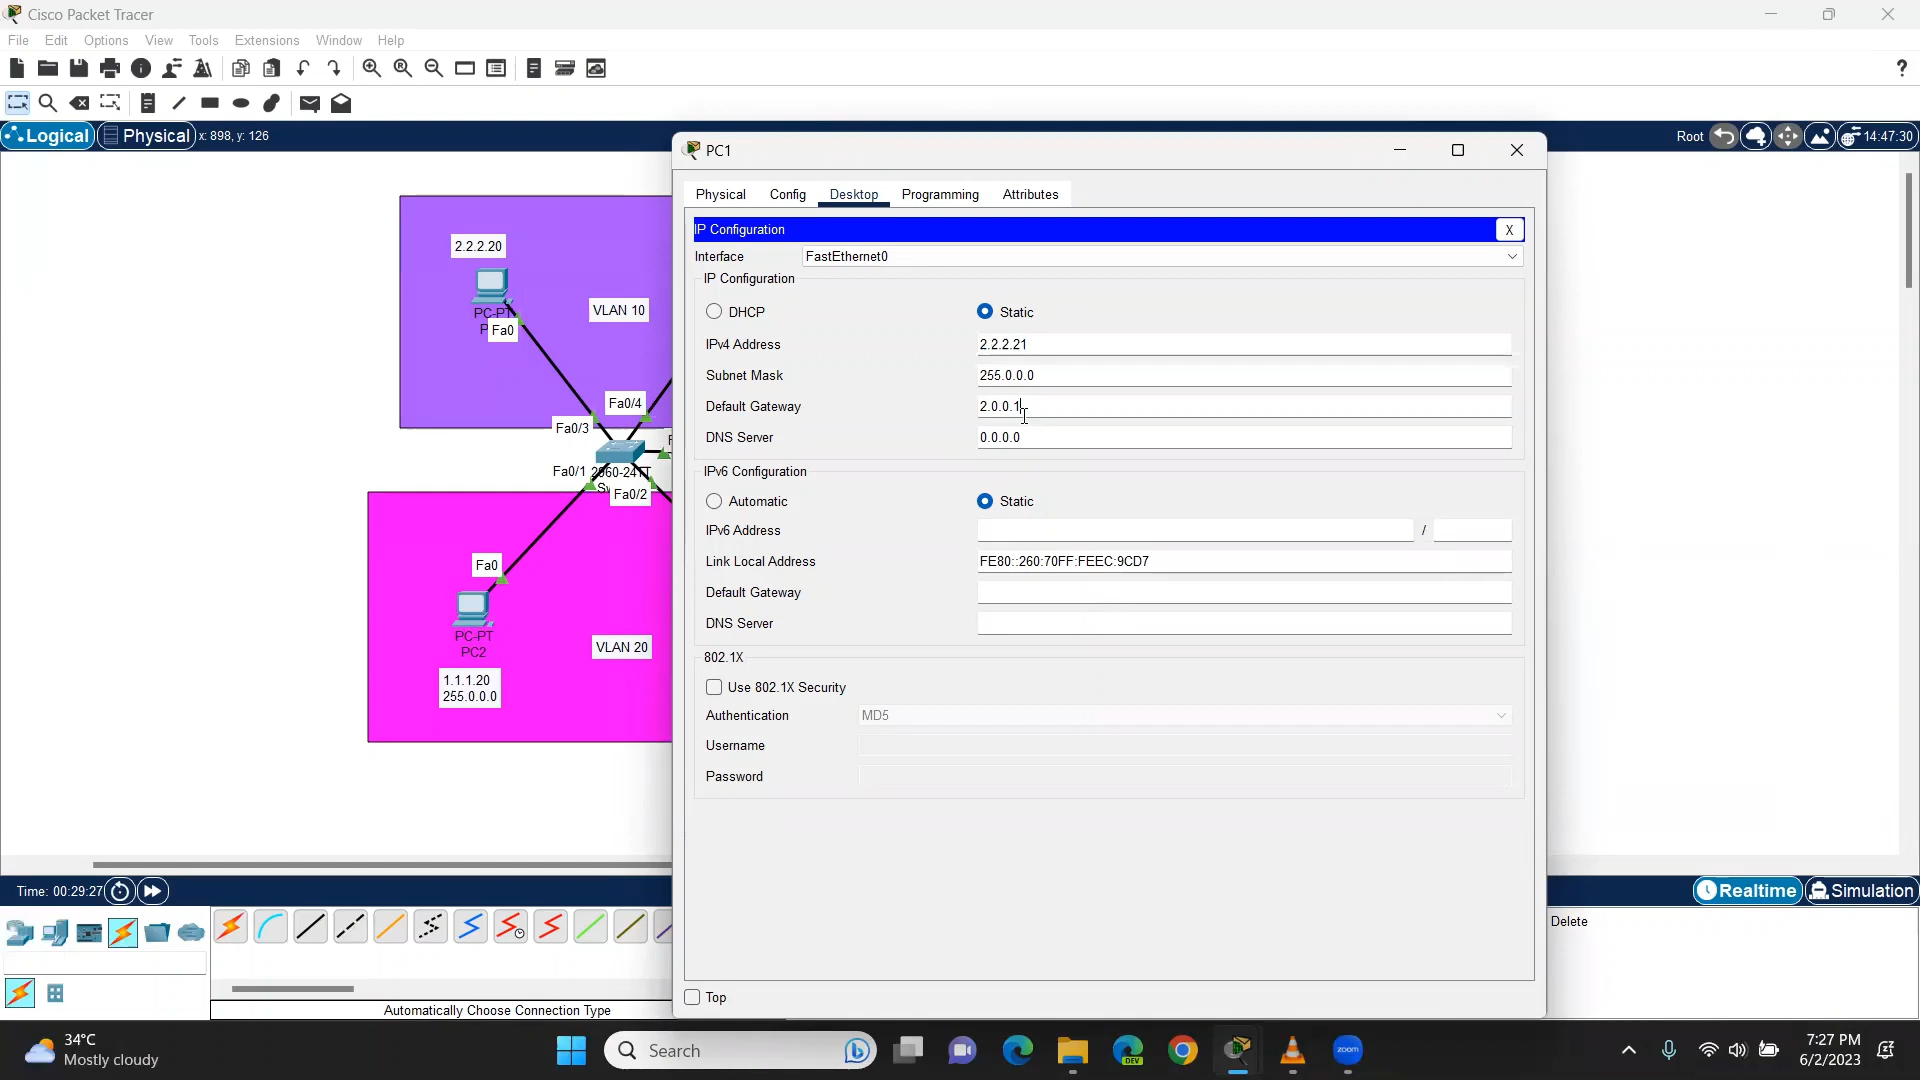 Cisco Packet Tracer
File Edit Options View Tools Extensions Window Help
?
Logical Physical x: 898, y: 126
Root 14:47:30
2.2.2.20
PC-PT
Fa0
VLAN 10
Fa0/4
Fa0/3
Fa0/1
Fa0/2
Fa0
PC-PT
PC2
VLAN 20
1.1.1.20
255.0.0.0
PC1
Physical Config Desktop Programming Attributes
IP Configuration X
Interface FastEthernet0
IP Configuration
DHCP Static
IPv4 Address 2.2.2.21
Subnet Mask 255.0.0.0
Default Gateway 2.0.0.1
DNS Server 0.0.0.0
IPv6 Configuration
Automatic Static
IPv6 Address /
Link Local Address FE80::260:70FF:FEEC:9CD7
Default Gateway
DNS Server
802.1X
Use 802.1X Security
Authentication MD5
Username
Password
Top
Time: 00:29:27
Realtime Simulation
Delete
Automatically Choose Connection Type
34°C
Mostly cloudy
Search
DEV
zoom
7:27 PM
6/2/2023